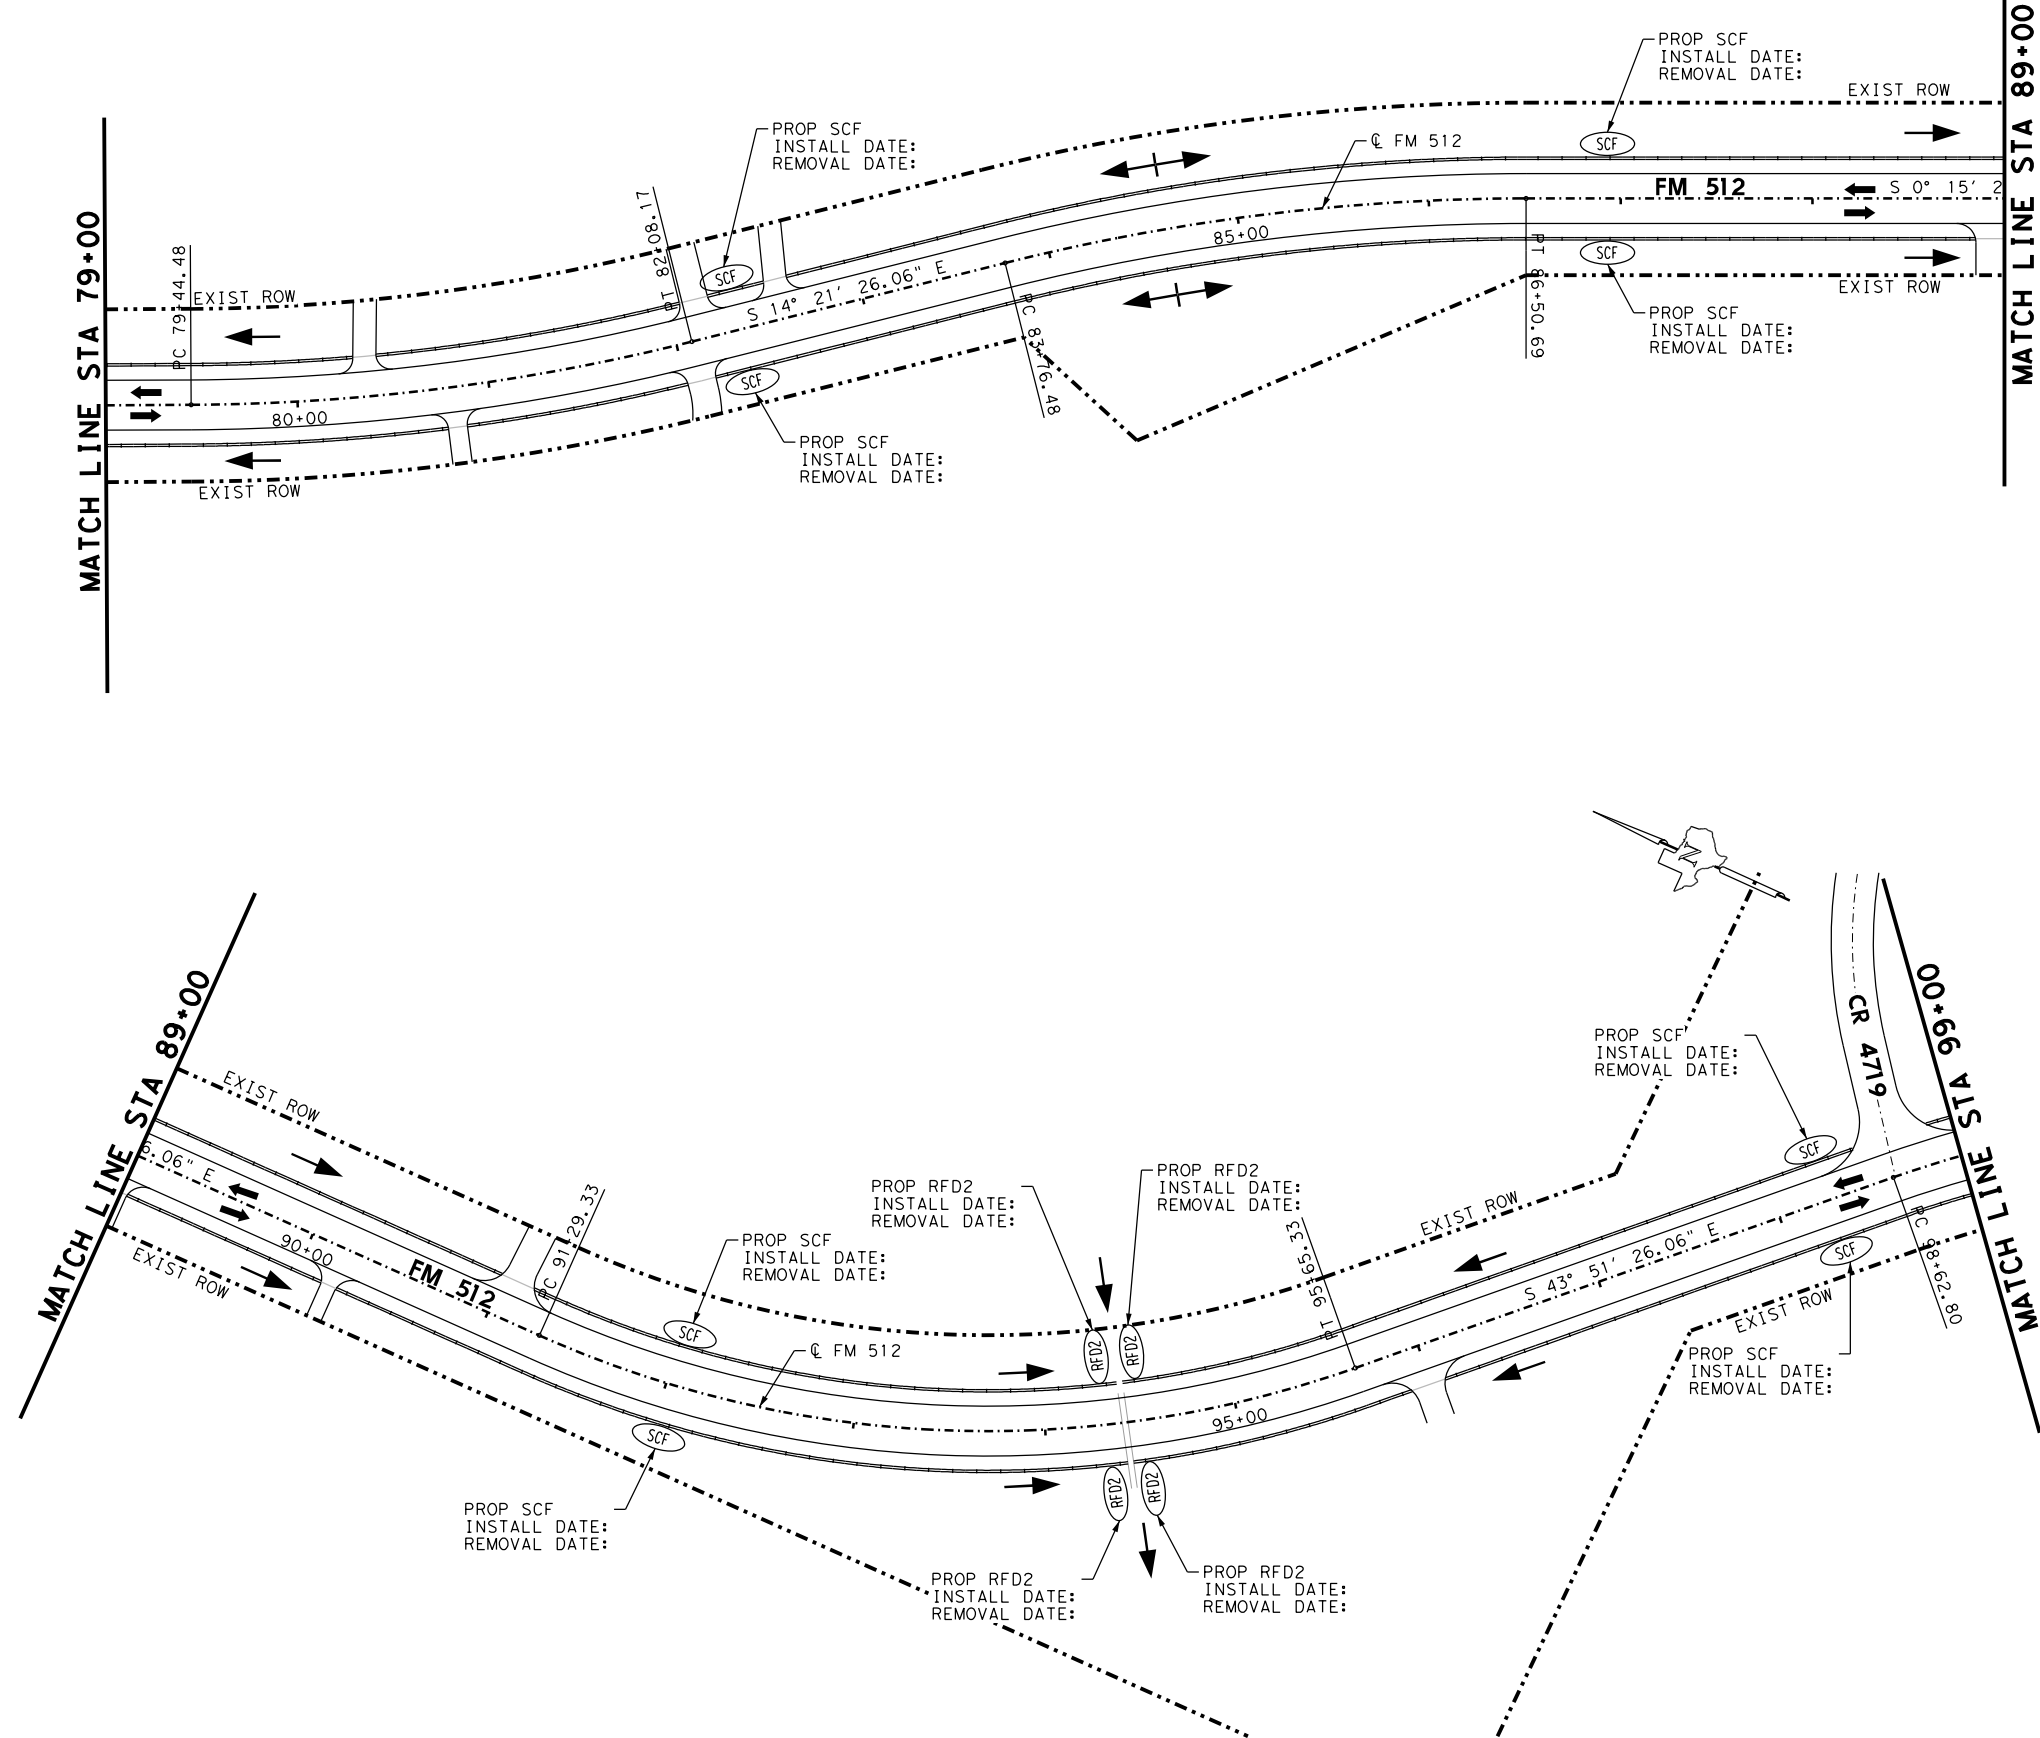 PROP SCF
INSTALL DATE:
REMOVAL DATE:
EXIST ROW
MATCH LINE STA 89+00
PROP SCF
INSTALL DATE:
REMOVAL DATE:
℄ FM 512
SCF
FM 512
S 0° 15' 2
PT 82+08.17
SCF
85+00
SCF
MATCH LINE STA 79+00
PC 79+44.48
EXIST ROW
S 14° 21' 26.06" E
PC 83+76.48
PT 86+50.69
EXIST ROW
PROP SCF
INSTALL DATE:
REMOVAL DATE:
80+00
SCF
EXIST ROW
PROP SCF
INSTALL DATE:
REMOVAL DATE:
N
MATCH LINE STA 89+00
EXIST ROW
CR 4719
MATCH LINE STA 99+00
PROP SCF
INSTALL DATE:
REMOVAL DATE:
6.06" E
SCF
PROP RFD2
INSTALL DATE:
REMOVAL DATE:
PROP RFD2
INSTALL DATE:
REMOVAL DATE:
EXIST ROW
90+00
EXIST ROW
FM 512
PC 91+29.33
PROP SCF
INSTALL DATE:
REMOVAL DATE:
SCF
℄ FM 512
RFD2
RFD2
PT 95+65.33
S 43° 51' 26.06" E
SCF
PC 98+62.80
EXIST ROW
PROP SCF
INSTALL DATE:
REMOVAL DATE:
95+00
SCF
RFD2
RFD2
PROP SCF
INSTALL DATE:
REMOVAL DATE:
PROP RFD2
INSTALL DATE:
REMOVAL DATE:
PROP RFD2
INSTALL DATE:
REMOVAL DATE: